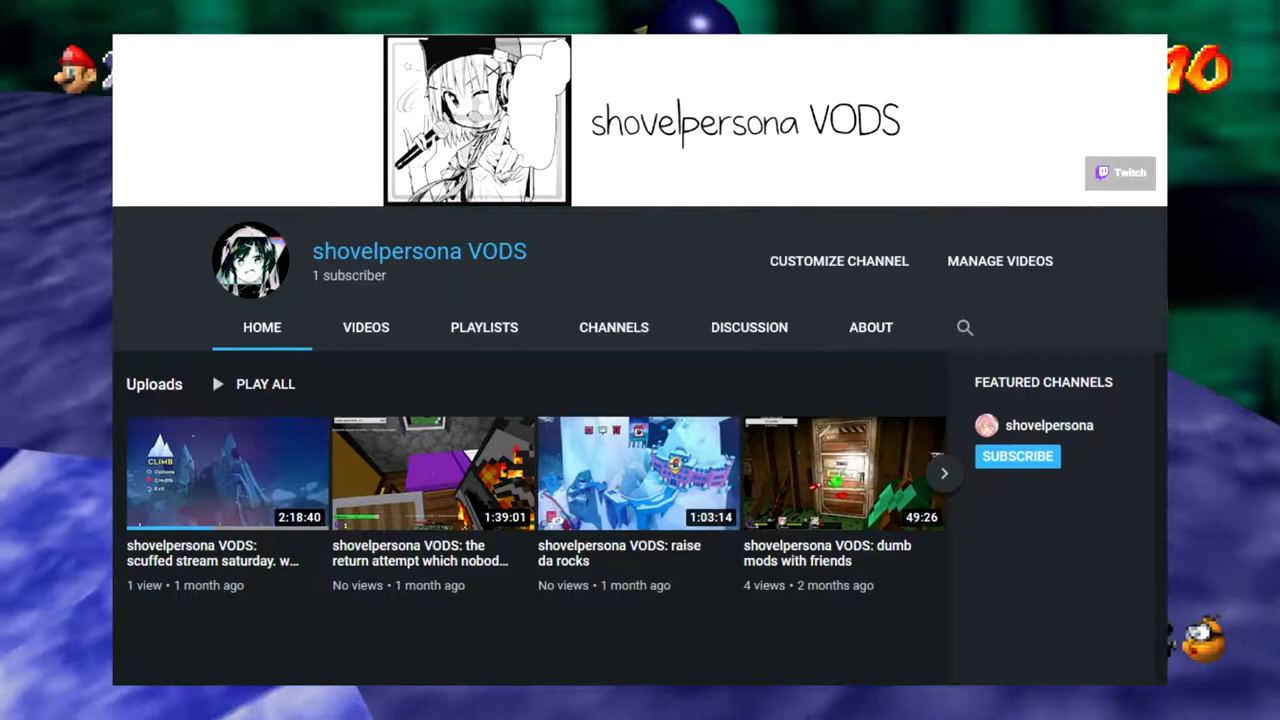 shovelpersona VODS
Twitch
shovelpersona VODS
1 subscriber
CUSTOMIZE CHANNEL
MANAGE VIDEOS
HOME
VIDEOS
PLAYLISTS
CHANNELS
DISCUSSION
ABOUT
Uploads
PLAY ALL
FEATURED CHANNELS
shovelpersona
SUBSCRIBE
CLIMB
Options
Credits
Exit
2:18:40
1:39:01
1:03:14
49:26
shovelpersona VODS:
scuffed stream saturday. w...
1 view • 1 month ago
shovelpersona VODS: the
return attempt which nobod...
No views • 1 month ago
shovelpersona VODS: raise
da rocks
No views • 1 month ago
shovelpersona VODS: dumb
mods with friends
4 views • 2 months ago